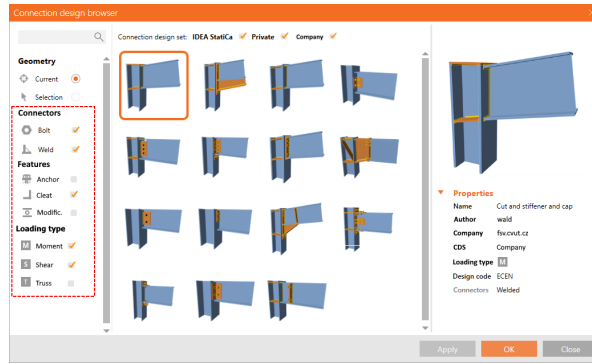 Connection design browser
Connection design set: IDEA StatiCa Private Company
Geometry
Current
Selection
Connectors
Bolt
Weld
Features
Anchor
Cleat
Modific.
Loading type
M Moment
S Shear
T Truss
Properties
Name Cut and stiffener and cap
Author wald
Company fsv.cvut.cz
CDS Company
Loading type M
Design code ECEN
Connectors Welded
Apply OK Close